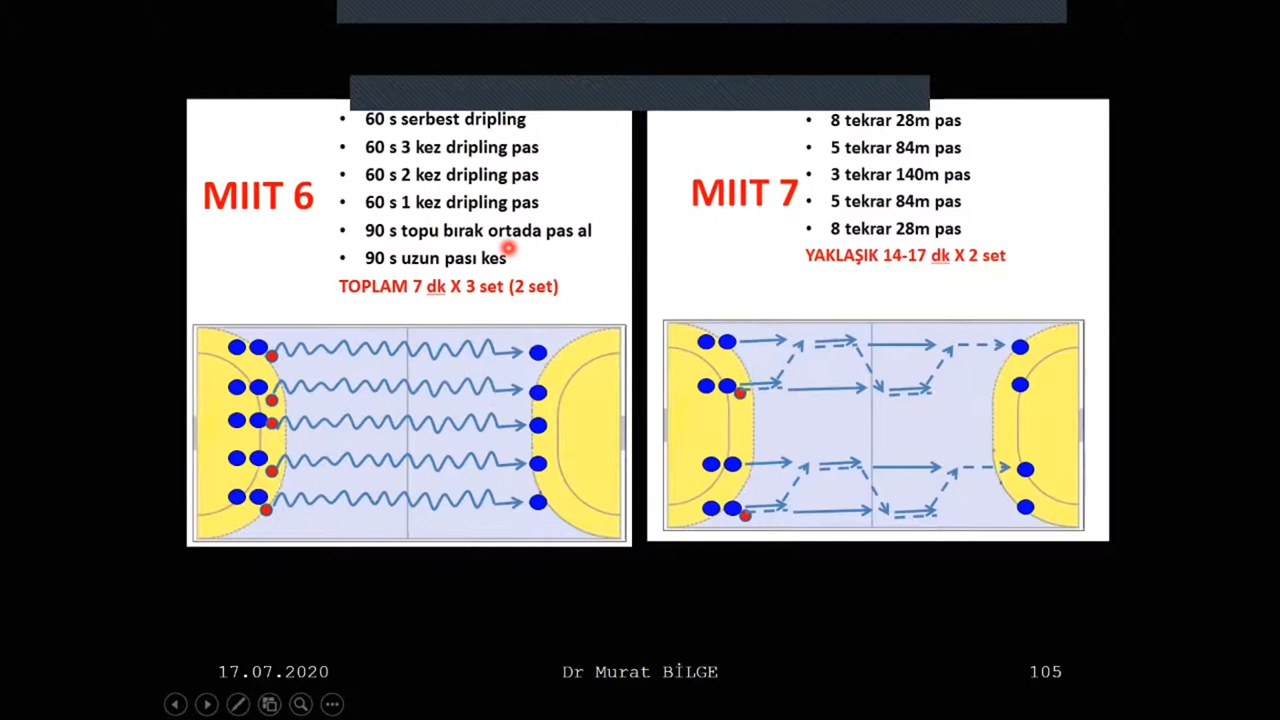 MIIT 6
• 60 s serbest dripling
• 60 s 3 kez dripling pas
• 60 s 2 kez dripling pas
• 60 s 1 kez dripling pas
• 90 s topu bırak ortada pas al
• 90 s uzun pası kes
TOPLAM 7 dk X 3 set (2 set)
MIIT 7
• 8 tekrar 28m pas
• 5 tekrar 84m pas
• 3 tekrar 140m pas
• 5 tekrar 84m pas
• 8 tekrar 28m pas
YAKLAŞIK 14-17 dk X 2 set
17.07.2020
Dr Murat BİLGE
105